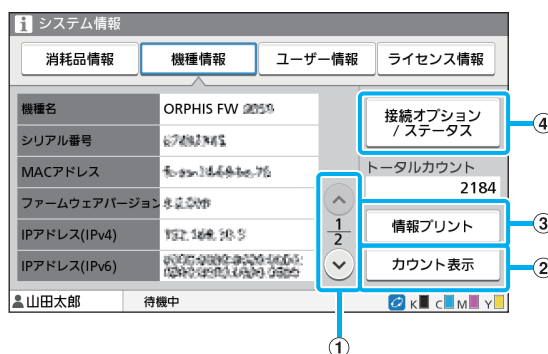 システム情報
消耗品情報
機種情報
ユーザー情報
ライセンス情報
機種名
ORPHIS FW
シリアル番号
MACアドレス
ファームウェアバージョン
IPアドレス(IPv4)
IPアドレス(IPv6)
1
2
接続オプション
/ ステータス
トータルカウント
2184
情報プリント
カウント表示
山田太郎
待機中
K C M Y
④
③
②
①